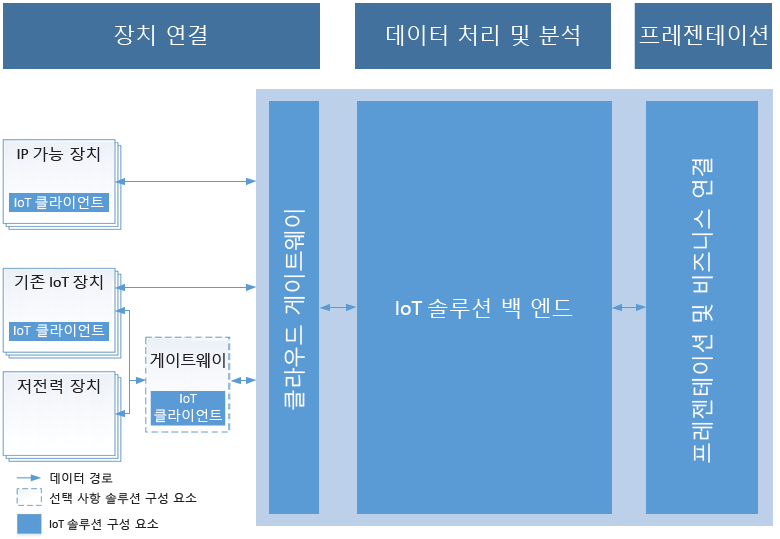 장치 연결
데이터 처리 및 분석
프레젠테이션
IP 가능 장치
IoT 클라이언트
기존 IoT 장치
IoT 클라이언트
저전력 장치
게이트웨이
IoT
클라이언트
클라우드 게이트웨이
IoT 솔루션 백 엔드
프레젠테이션 및 비즈니스 연결
데이터 경로
선택 사항 솔루션 구성 요소
IoT 솔루션 구성 요소